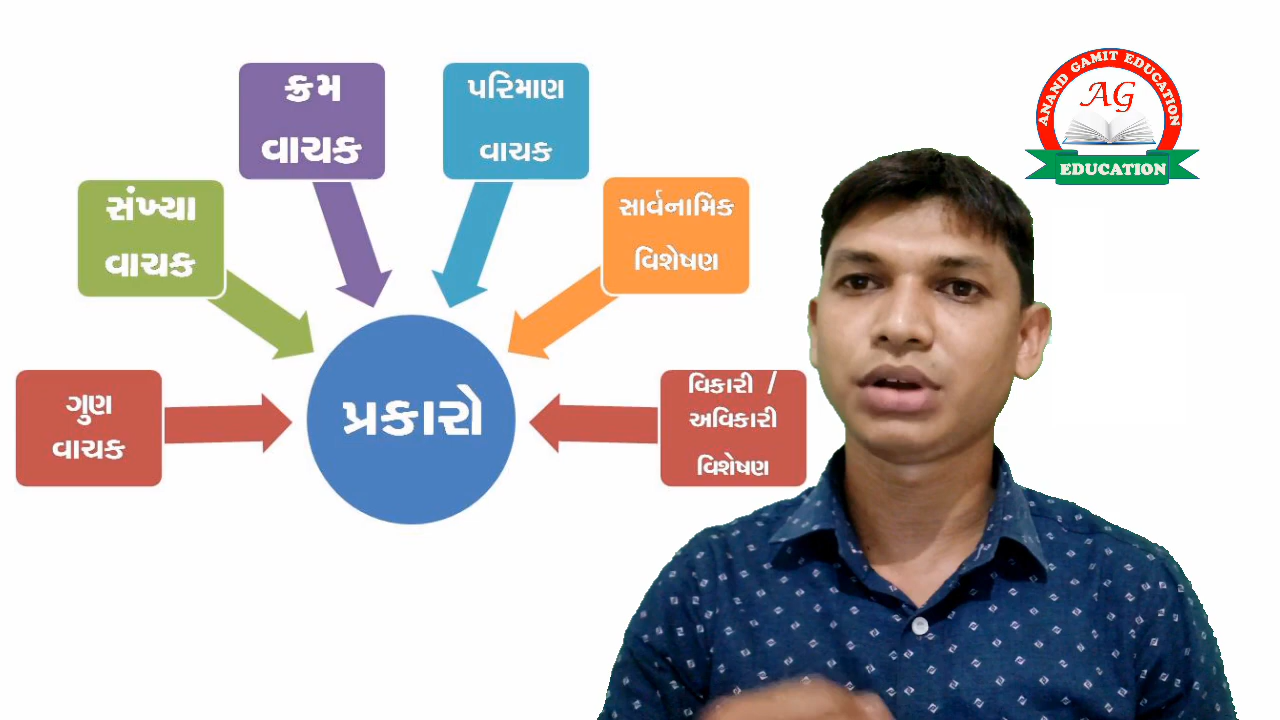 ક્રમ
વાચક
પરિમાણ
વાચક
સંખ્યા
વાચક
સાર્વનામિક
વિશેષણ
ગુણ
વાચક
પ્રકારો
વિકારી /
અવિકારી
વિશેષણ
ANAND GAMIT EDUCATION
AG
EDUCATION